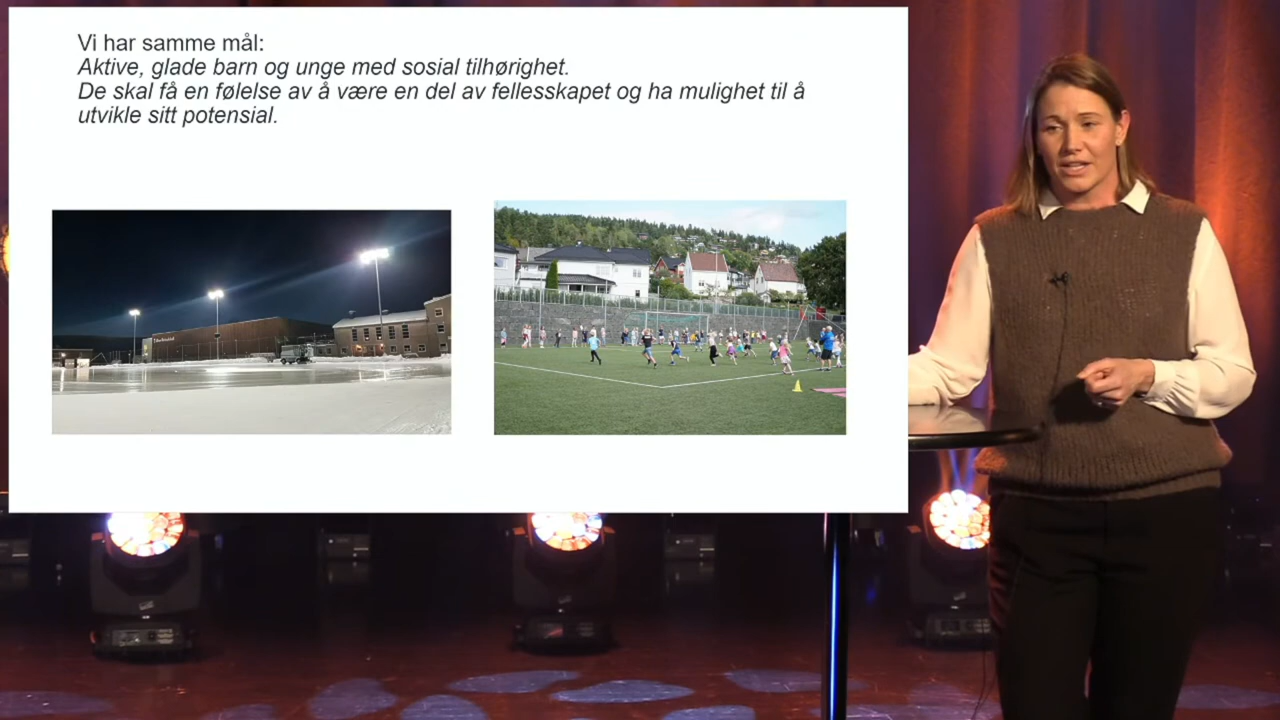 Vi har samme mål:
Aktive, glade barn og unge med sosial tilhørighet.
De skal få en følelse av å være en del av fellesskapet og ha mulighet til å
utvikle sitt potensial.